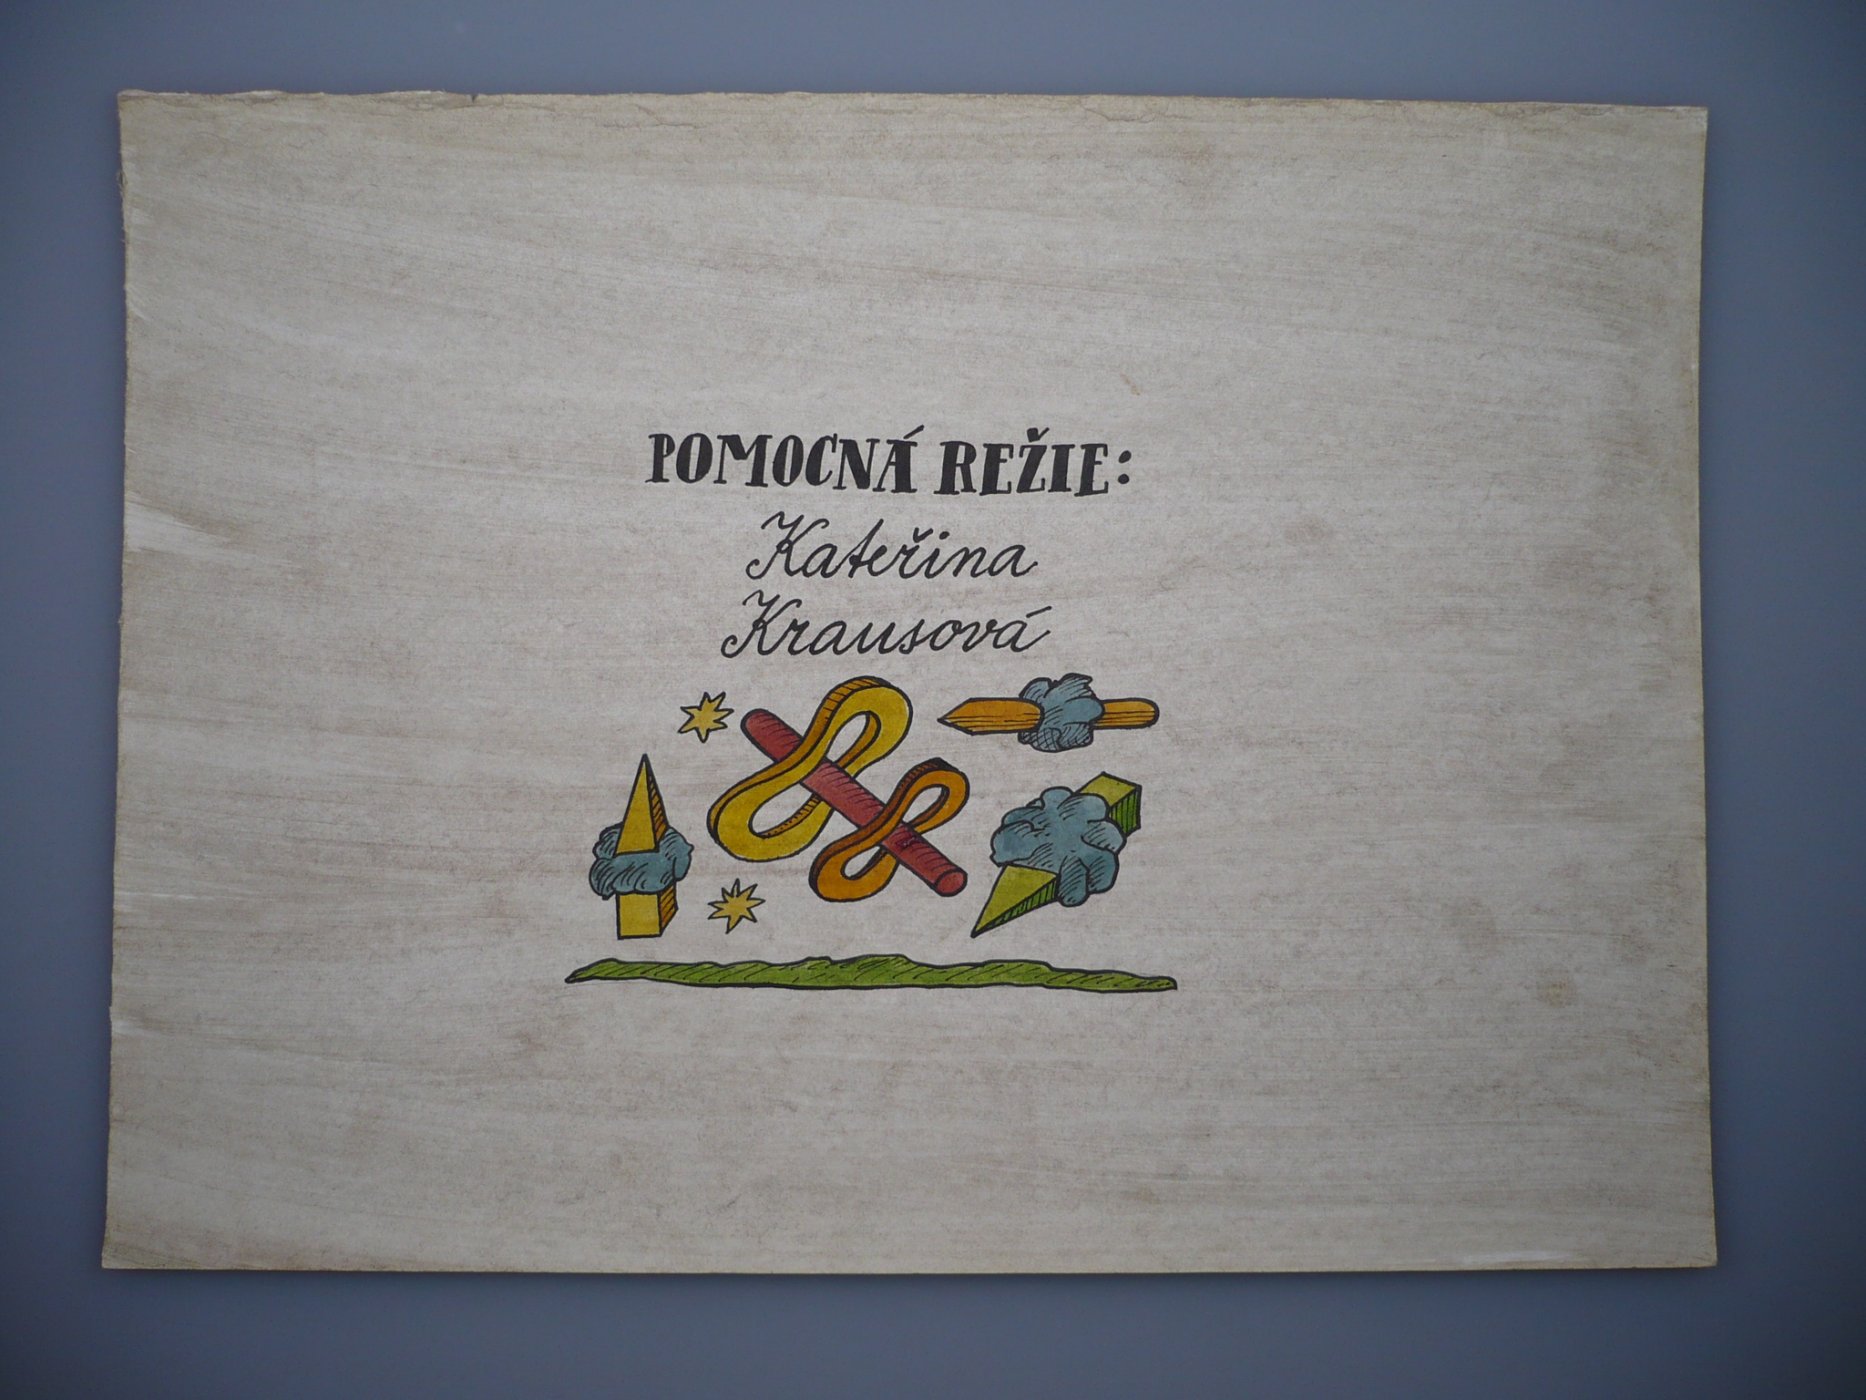 POMOCNÁ REŽIE:
Kateřina
Krausová